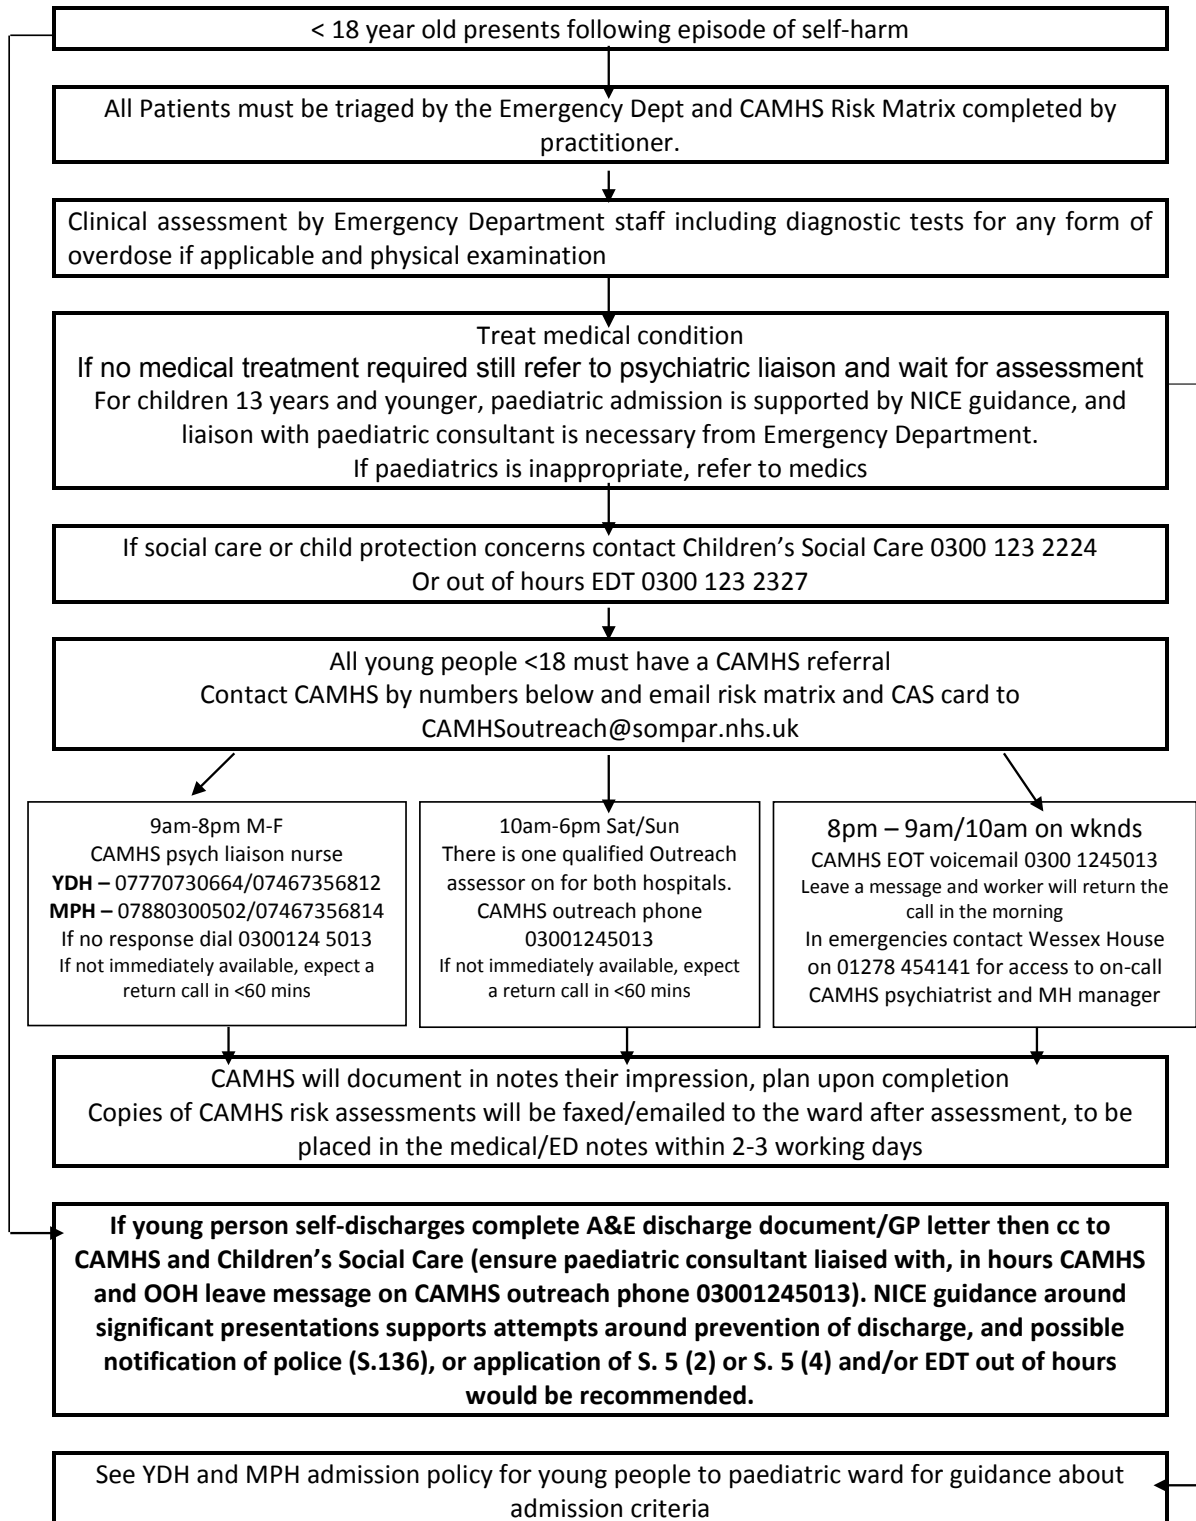 < 18 year old presents following episode of self-harm
All Patients must be triaged by the Emergency Dept and CAMHS Risk Matrix completed by
practitioner.
Clinical assessment by Emergency Department staff including diagnostic tests for any form of
overdose if applicable and physical examination
Treat medical condition
If no medical treatment required still refer to psychiatric liaison and wait for assessment
For children 13 years and younger, paediatric admission is supported by NICE guidance, and
liaison with paediatric consultant is necessary from Emergency Department.
If paediatrics is inappropriate, refer to medics
If social care or child protection concerns contact Children’s Social Care 0300 123 2224
Or out of hours EDT 0300 123 2327
All young people <18 must have a CAMHS referral
Contact CAMHS by numbers below and email risk matrix and CAS card to
CAMHSoutreach@sompar.nhs.uk
9am-8pm M-F
CAMHS psych liaison nurse
YDH – 07770730664/07467356812
MPH – 07880300502/07467356814
If no response dial 0300124 5013
If not immediately available, expect a
return call in <60 mins
10am-6pm Sat/Sun
There is one qualified Outreach
assessor on for both hospitals.
CAMHS outreach phone
03001245013
If not immediately available, expect
a return call in <60 mins
8pm – 9am/10am on wknds
CAMHS EOT voicemail 0300 1245013
Leave a message and worker will return the
call in the morning
In emergencies contact Wessex House
on 01278 454141 for access to on-call
CAMHS psychiatrist and MH manager
CAMHS will document in notes their impression, plan upon completion
Copies of CAMHS risk assessments will be faxed/emailed to the ward after assessment, to be
placed in the medical/ED notes within 2-3 working days
If young person self-discharges complete A&E discharge document/GP letter then cc to
CAMHS and Children’s Social Care (ensure paediatric consultant liaised with, in hours CAMHS
and OOH leave message on CAMHS outreach phone 03001245013). NICE guidance around
significant presentations supports attempts around prevention of discharge, and possible
notification of police (S.136), or application of S. 5 (2) or S. 5 (4) and/or EDT out of hours
would be recommended.
See YDH and MPH admission policy for young people to paediatric ward for guidance about
admission criteria